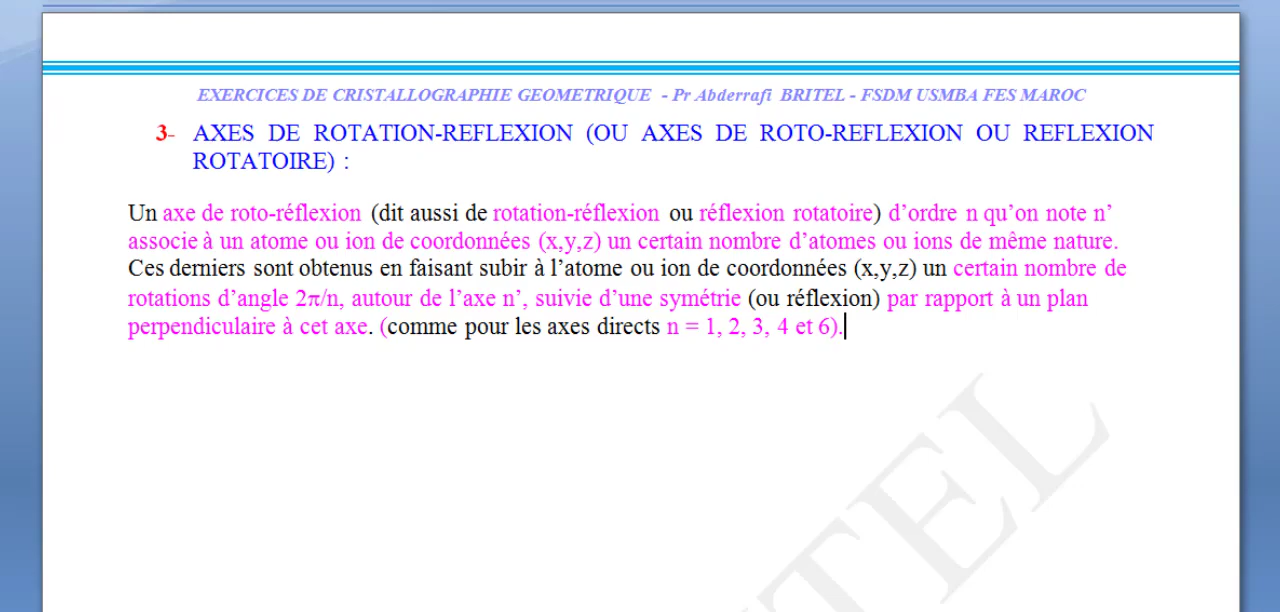 EXERCICES DE CRISTALLOGRAPHIE GEOMETRIQUE - Pr Abderrafi BRITEL - FSDM USMBA FES MAROC
3- AXES DE ROTATION-REFLEXION (OU AXES DE ROTO-REFLEXION OU REFLEXION
ROTATOIRE) :
Un axe de roto-réflexion (dit aussi de rotation-réflexion ou réflexion rotatoire) d’ordre n qu’on note n’
associe à un atome ou ion de coordonnées (x,y,z) un certain nombre d’atomes ou ions de même nature.
Ces derniers sont obtenus en faisant subir à l’atome ou ion de coordonnées (x,y,z) un certain nombre de
rotations d’angle 2π/n, autour de l’axe n’, suivie d’une symétrie (ou réflexion) par rapport à un plan
perpendiculaire à cet axe. (comme pour les axes directs n = 1, 2, 3, 4 et 6).
TEL